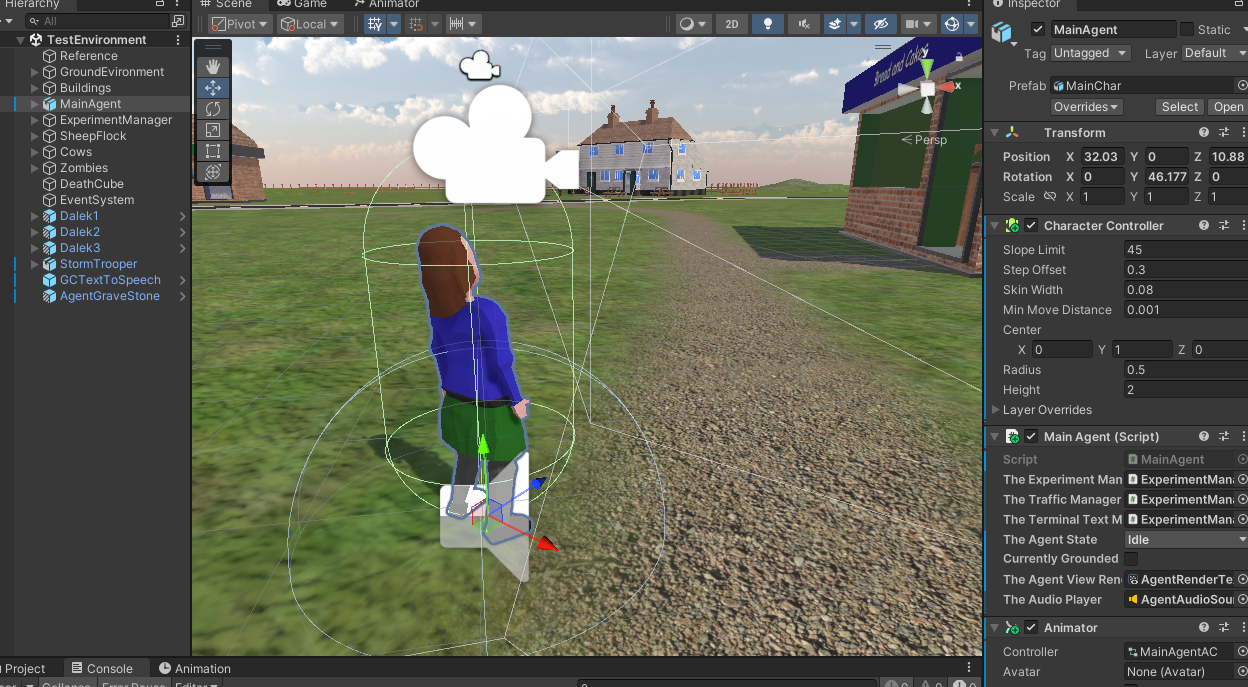 Hierarchy
Scene
Game
Animator
Inspector
All
Pivot
Local
2D
MainAgent
Static
Tag Untagged Layer Default
Prefab MainChar
Overrides Select Open
TestEnvironment
Reference
GroundEvironment
Buildings
MainAgent
ExperimentManager
SheepFlock
Cows
Zombies
DeathCube
EventSystem
Dalek1
Dalek2
Dalek3
StormTrooper
GCTextToSpeech
AgentGraveStone
Bread and Cakes
y
x
Persp
Transform
Position X 32.03 Y 0 Z 10.88
Rotation X 0 Y 46.177 Z 0
Scale X 1 Y 1 Z 1
Character Controller
Slope Limit 45
Step Offset 0.3
Skin Width 0.08
Min Move Distance 0.001
Center
X 0 Y 1 Z 0
Radius 0.5
Height 2
Layer Overrides
Main Agent (Script)
Script MainAgent
The Experiment Man ExperimentMana
The Traffic Manager ExperimentMana
The Terminal Text M ExperimentMana
The Agent State Idle
Currently Grounded
The Agent View Ren AgentRenderTe
The Audio Player AgentAudioSou
Animator
Controller MainAgentAC
Avatar None (Avatar)
Project
Console
Animation
Collapse
Error Pause
Editor
0 0 0